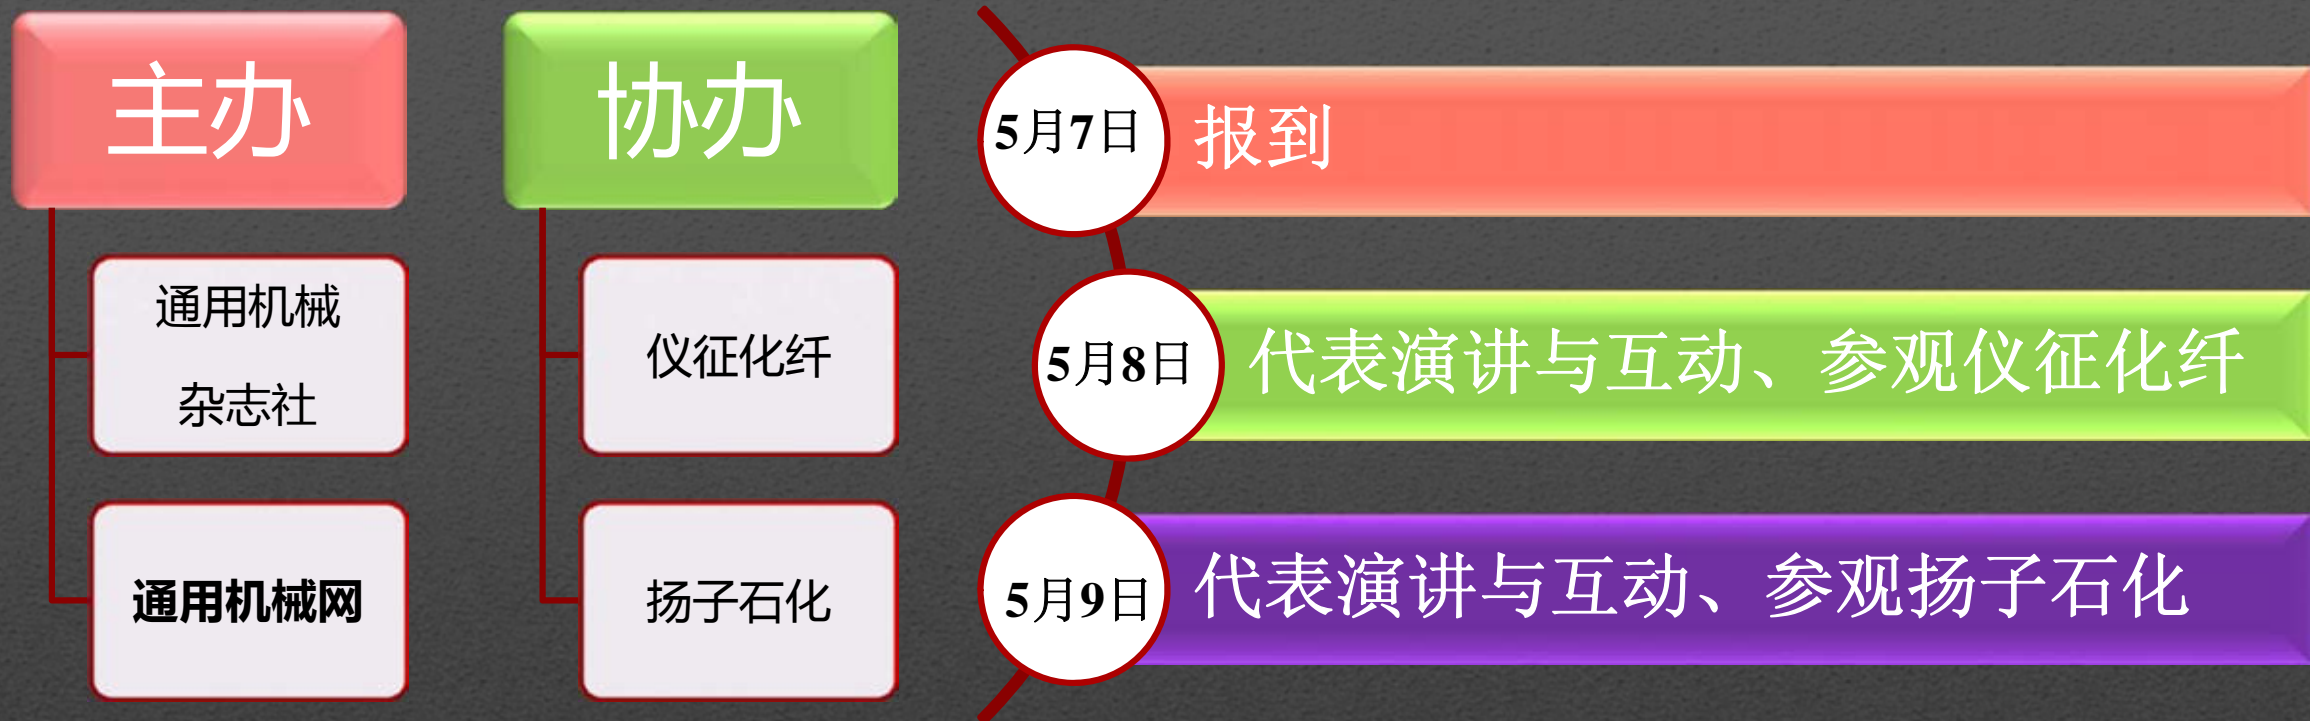 主办
通用机械
杂志社
通用机械网
协办
仪征化纤
扬子石化
5月7日
报到
5月8日
代表演讲与互动、参观仪征化纤
5月9日
代表演讲与互动、参观扬子石化